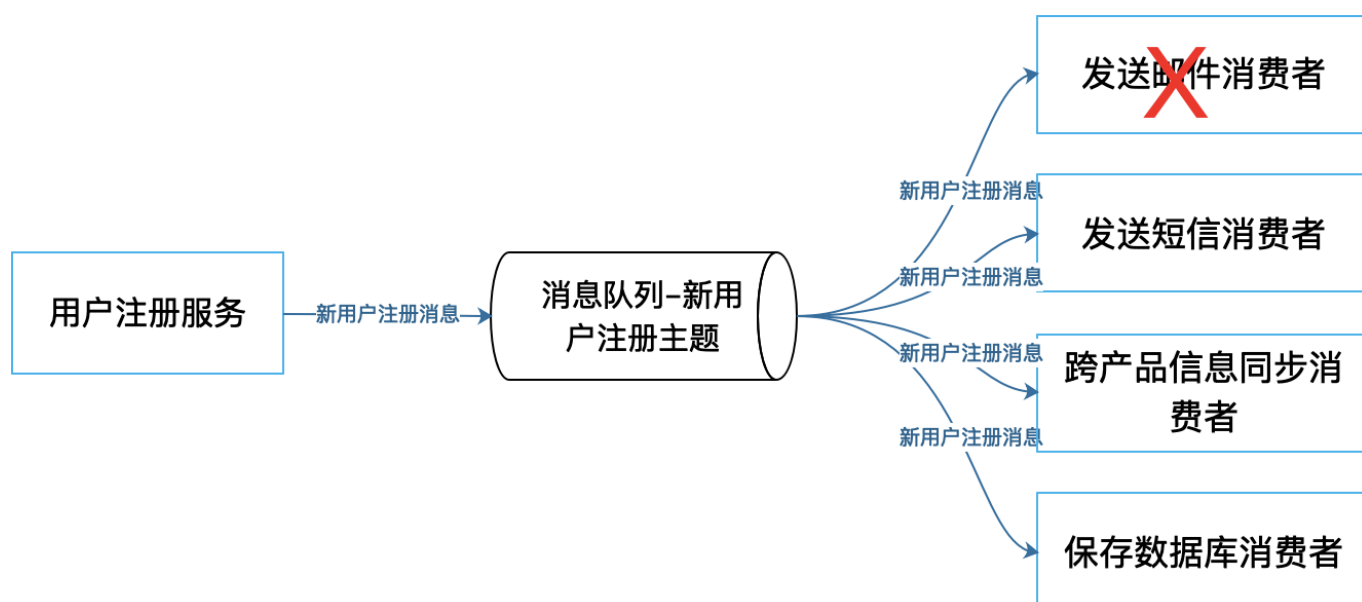 发送邮件消费者
新用户注册消息
发送短信消费者
用户注册服务
新用户注册消息
消息队列-新用
户注册主题
新用户注册消息
新用户注册消息
跨产品信息同步消
费者
新用户注册消息
保存数据库消费者